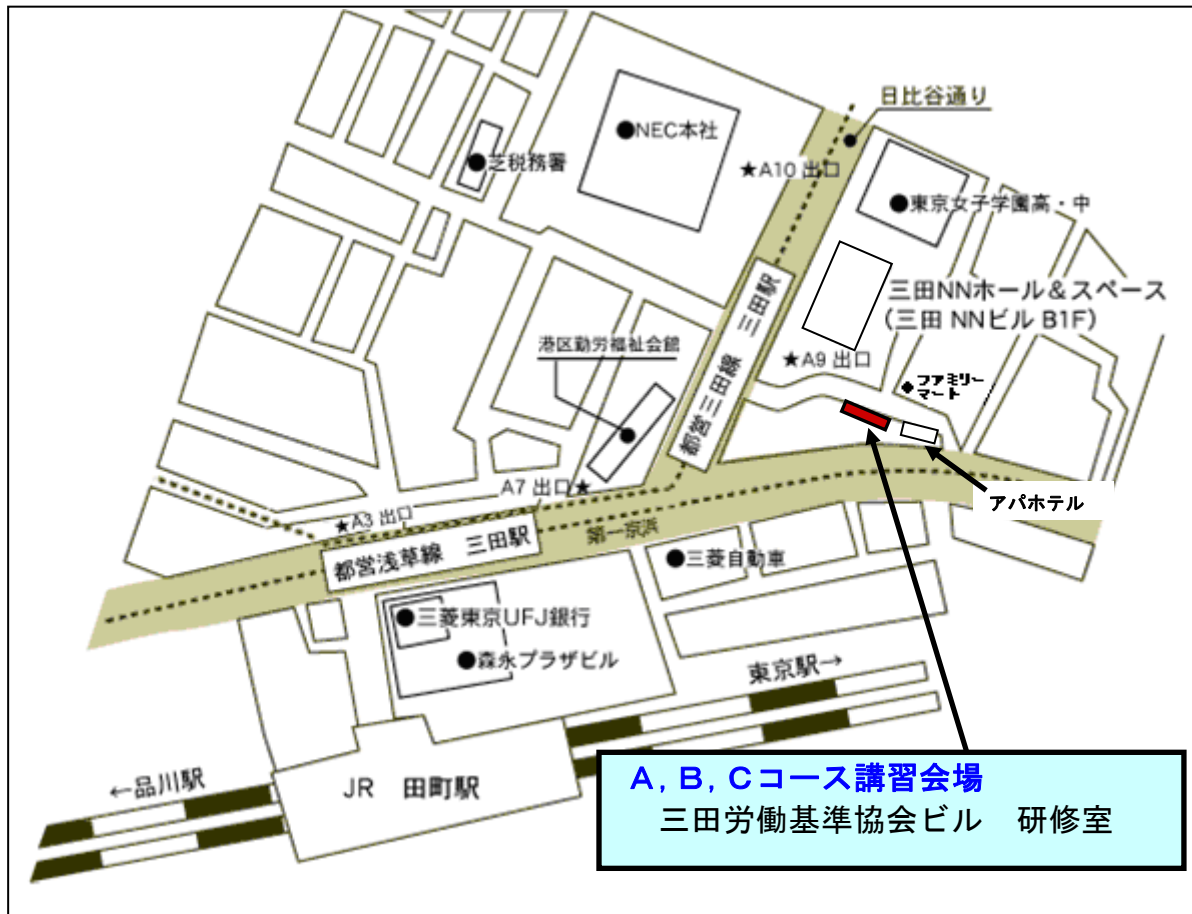 日比谷通り
●NEC本社
●芝税務署
★A10 出口
●東京女子学園高・中
三田NNホール＆スペース
(三田 NNビル B1F)
都営三田線　三田駅
港区勤労福祉会館
★A9 出口
ファミリー
マート
A7 出口★
アパホテル
★A3 出口
第一京浜
都営浅草線　三田駅
●三菱自動車
●三菱東京UFJ銀行
●森永プラザビル
東京駅→
←品川駅
JR　田町駅
A，B，Cコース講習会場
三田労働基準協会ビル　研修室